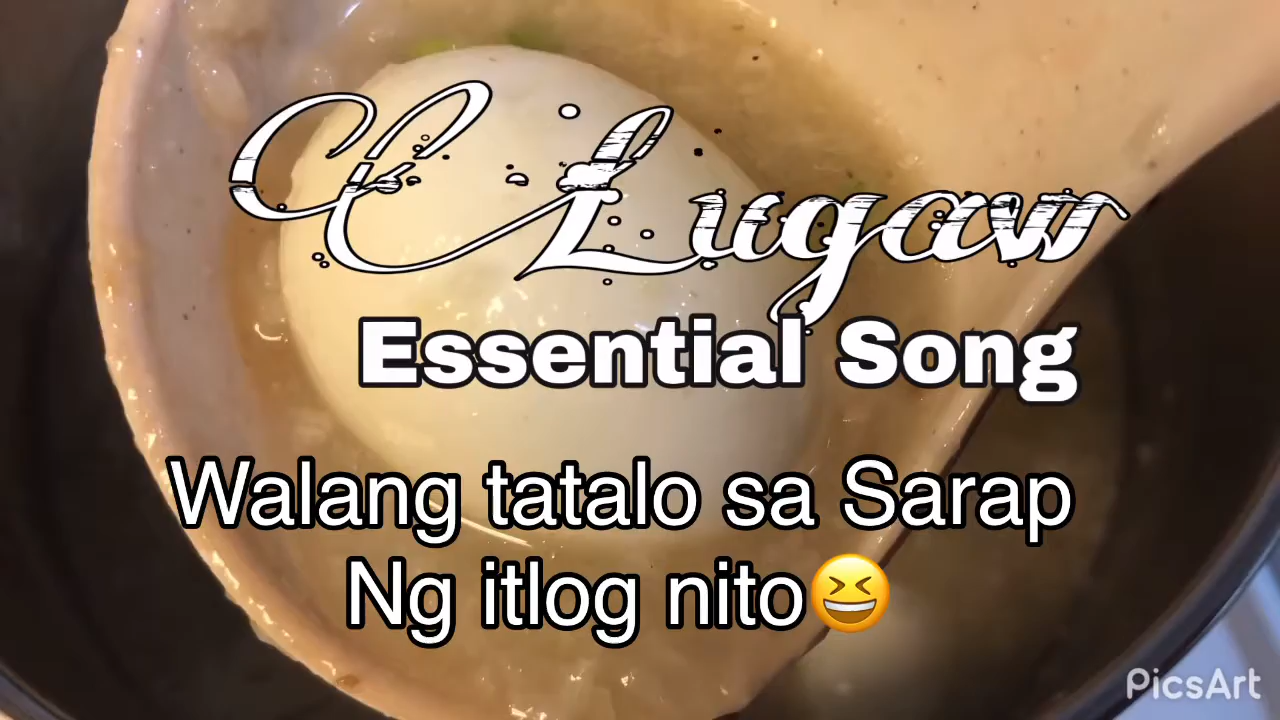 C Lugaw
Essential Song
Walang tatalo sa Sarap
Ng itlog nito😆
PicsArt